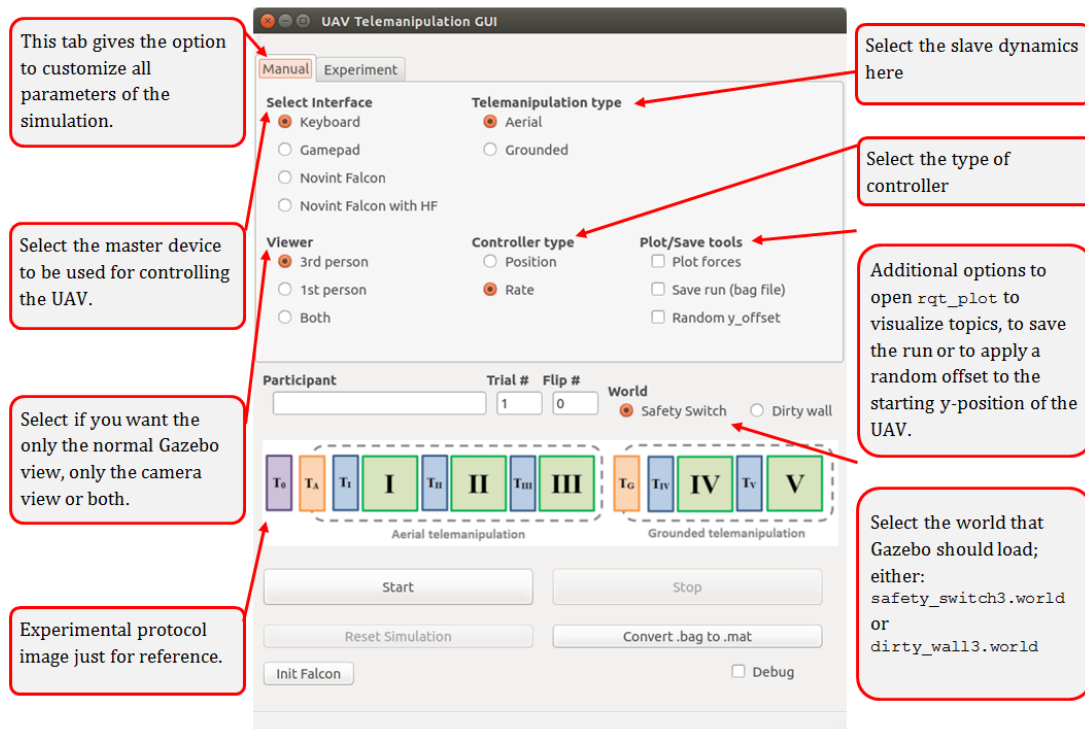 UAV Telemanipulation GUI
This tab gives the option
to customize all
parameters of the
simulation.
Select the master device
to be used for controlling
the UAV.
Select if you want the
only the normal Gazebo
view, only the camera
view or both.
Experimental protocol
image just for reference.
Manual Experiment
Select Interface
Keyboard
Gamepad
Novint Falcon
Novint Falcon with HF
Telemanipulation type
Aerial
Grounded
Viewer
3rd person
1st person
Both
Controller type
Position
Rate
Plot/Save tools
Plot forces
Save run (bag file)
Random y_offset
Participant
Trial # Flip #
1 0
World
Safety Switch Dirty wall
T0 TA TI I TII II TIII III TG TIV IV TV V
Aerial telemanipulation Grounded telemanipulation
Start Stop
Reset Simulation Convert .bag to .mat
Init Falcon Debug
Select the slave dynamics
here
Select the type of
controller
Additional options to
open rqt_plot to
visualize topics, to save
the run or to apply a
random offset to the
starting y-position of the
UAV.
Select the world that
Gazebo should load;
either:
safety_switch3.world
or
dirty_wall3.world